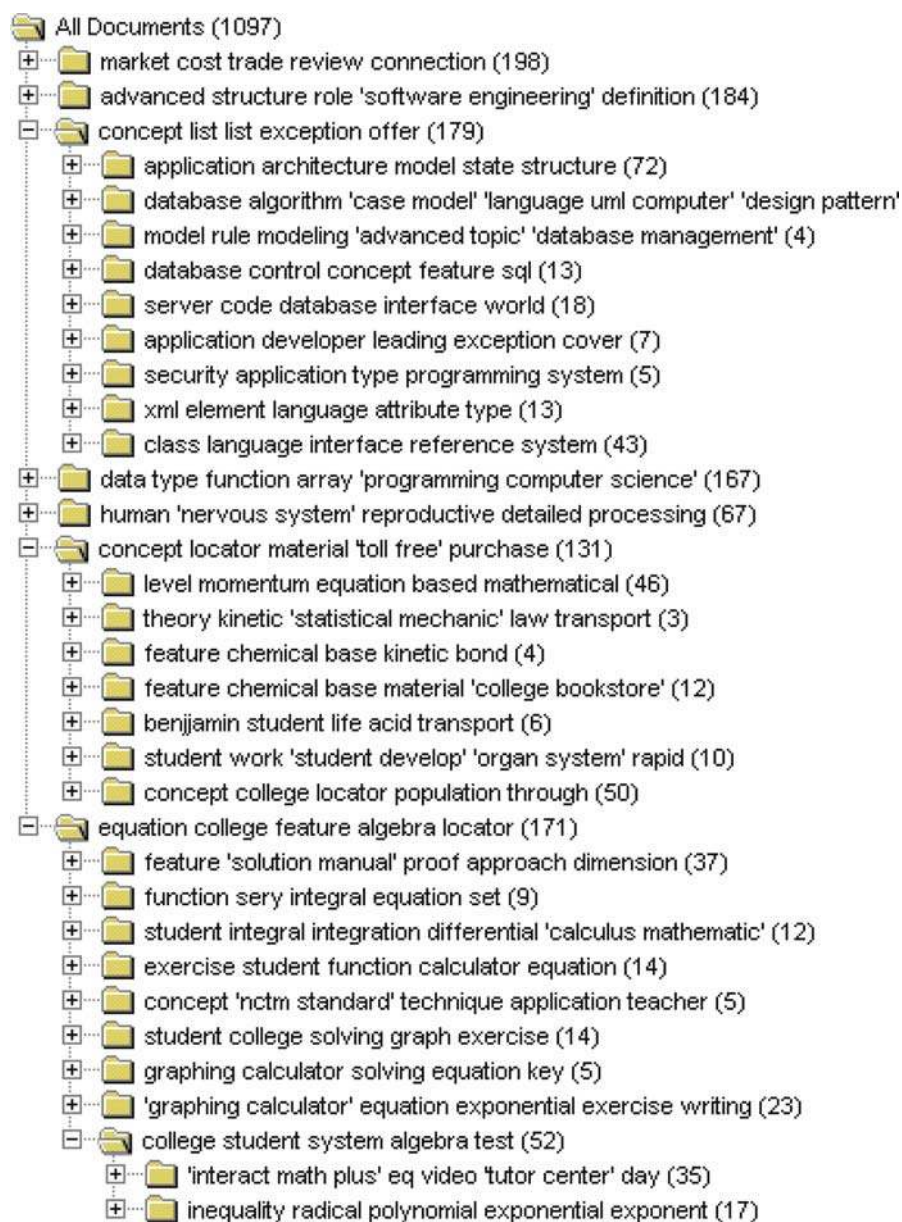 All Documents (1097)
market cost trade review connection (198)
advanced structure role 'software engineering' definition (184)
concept list list exception offer (179)
application architecture model state structure (72)
database algorithm 'case model' 'language uml computer' 'design pattern'
model rule modeling 'advanced topic' 'database management' (4)
database control concept feature sql (13)
server code database interface world (18)
application developer leading exception cover (7)
security application type programming system (5)
xml element language attribute type (13)
class language interface reference system (43)
data type function array 'programming computer science' (167)
human 'nervous system' reproductive detailed processing (67)
concept locator material 'toll free' purchase (131)
level momentum equation based mathematical (46)
theory kinetic 'statistical mechanic' law transport (3)
feature chemical base kinetic bond (4)
feature chemical base material 'college bookstore' (12)
benjjamin student life acid transport (6)
student work 'student develop' 'organ system' rapid (10)
concept college locator population through (50)
equation college feature algebra locator (171)
feature 'solution manual' proof approach dimension (37)
function sery integral equation set (9)
student integral integration differential 'calculus mathematic' (12)
exercise student function calculator equation (14)
concept 'nctm standard' technique application teacher (5)
student college solving graph exercise (14)
graphing calculator solving equation key (5)
'graphing calculator' equation exponential exercise writing (23)
college student system algebra test (52)
'interact math plus' eq video 'tutor center' day (35)
inequality radical polynomial exponential exponent (17)